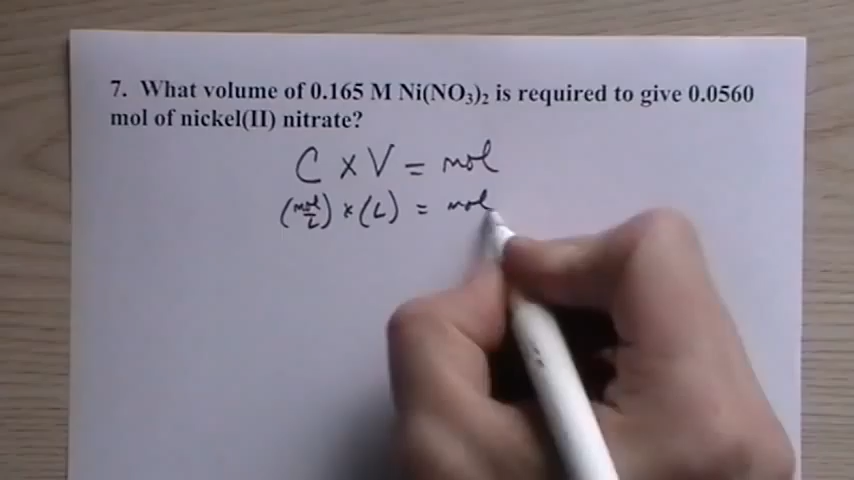 7. What volume of 0.165 M Ni(NO₃)₂ is required to give 0.0560
mol of nickel(II) nitrate?
C x V = mol
(mol/L) x (L) = mol